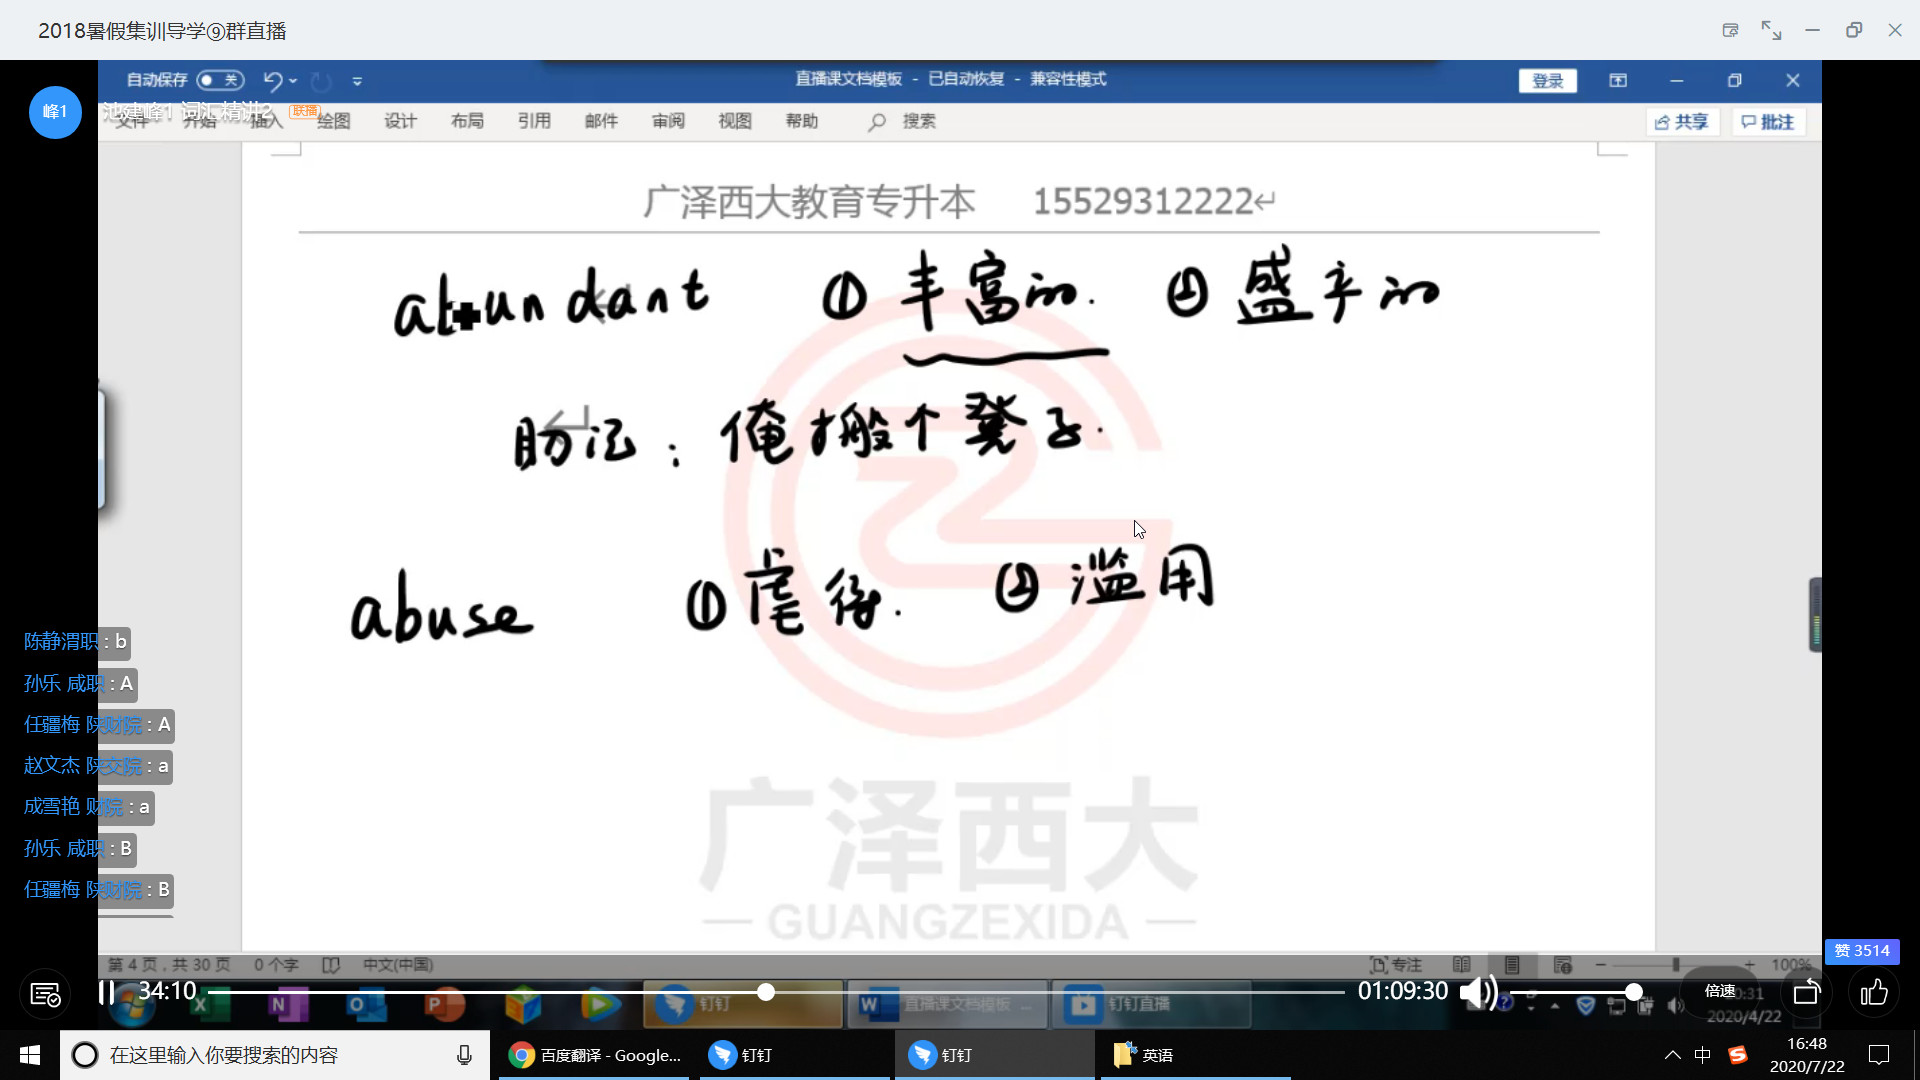 2018暑假集训导学⑨群直播
自动保存 关
直播课文档模板 - 已自动恢复 - 兼容性模式
登录
峰1
池建峰1 词汇精讲2 联播
文件 开始 插入 绘图 设计 布局 引用 邮件 审阅 视图 帮助 搜索
共享 批注
广泽西大教育专升本 15529312222
abundant ① 丰富的. ② 盛产的
助记: 俺搬个凳子.
abuse ① 虐待. ② 滥用
陈静渭职 : b
孙乐 咸职 : A
任疆梅 陕财院 : A
赵文杰 陕交院 : a
成雪艳 财院 : a
孙乐 咸职 : B
任疆梅 陕财院 : B
广泽西大
— GUANGZEXIDA —
赞 3514
第 4 页, 共 30 页 0 个字 中文(中国)
专注 100%
34:10
01:09:30
倍速
钉钉
直播课文档模板 ...
钉钉直播
2020/4/22
在这里输入你要搜索的内容
百度翻译 - Google...
钉钉
钉钉
英语
中
16:48
2020/7/22